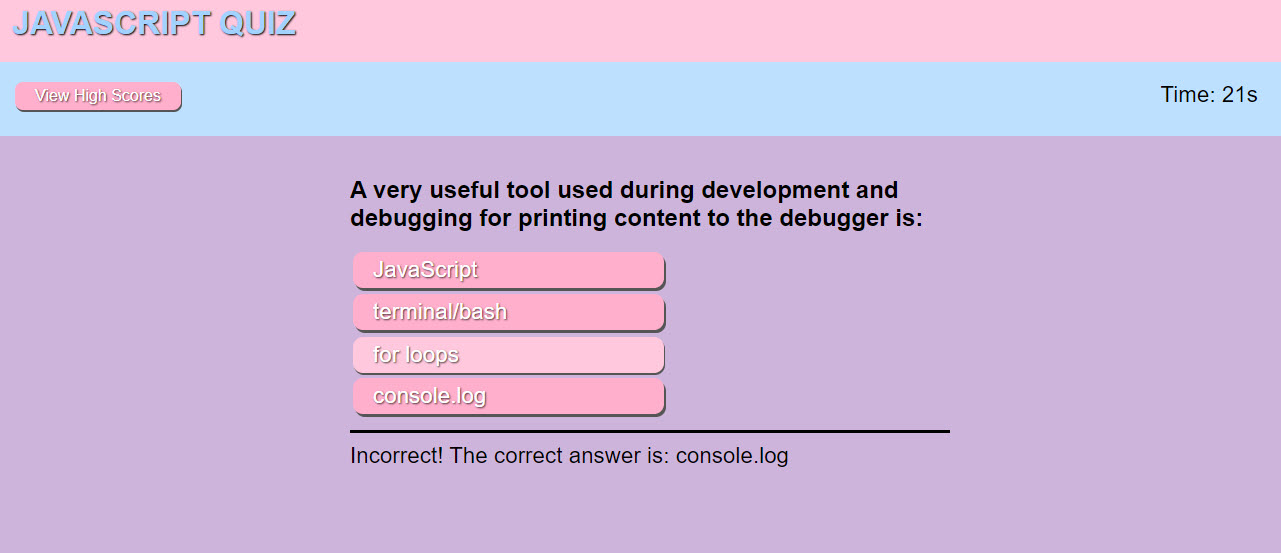 JAVASCRIPT QUIZ
View High Scores
Time: 21s
A very useful tool used during development and
debugging for printing content to the debugger is:
JavaScript
terminal/bash
for loops
console.log
Incorrect! The correct answer is: console.log